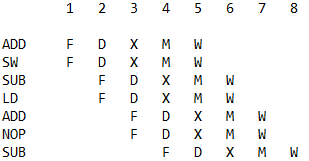 1 2 3 4 5 6 7 8
ADD F D X M W
SW F D X M W
SUB F D X M W
LD F D X M W
ADD F D X M W
NOP F D X M W
SUB F D X M W